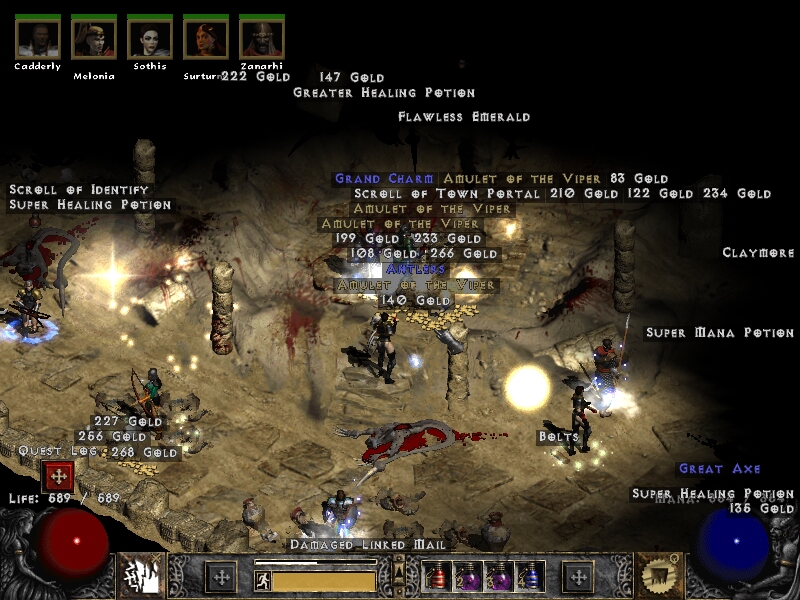 Cadderly
Melonia
Sothis
Zanarhi
222 Gold
147 Gold
Greater Healing Potion
Flawless Emerald
Grand Charm
Amulet of the Viper
83 Gold
Scroll of Town Portal
210 Gold
122 Gold
234 Gold
Scroll of Identify
Super Healing Potion
Amulet of the Viper
Amulet of the Viper
199 Gold
233 Gold
108 Gold
266 Gold
Claymore
Antlers
Amulet of the Viper
140 Gold
Super Mana Potion
227 Gold
256 Gold
Bolts
Quest Log
268 Gold
Great Axe
Life: 589 / 589
Super Healing Potion
136 Gold
Damaged Linked Mail